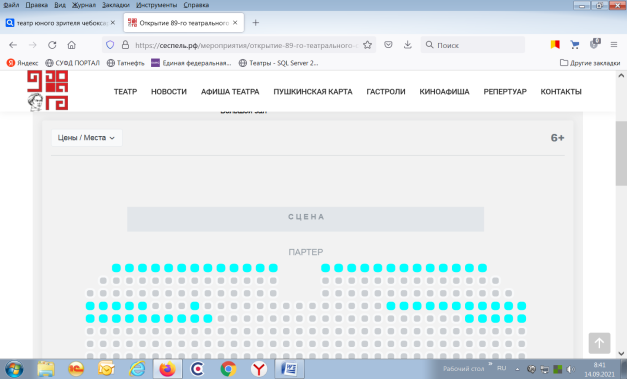 Файл Правка Вид Журнал Закладки Инструменты Справка
театр юного зрителя чебокса
Открытие 89-го театрального
https://сеспель.рф/мероприятия/открытие-89-го-театрального-
Поиск
Яндекс СУФД ПОРТАЛ Татнефть Единая федеральная... Театры - SQL Server 2... Другие закладки
ТЕАТР НОВОСТИ АФИША ТЕАТРА ПУШКИНСКАЯ КАРТА ГАСТРОЛИ КИНОАФИША РЕПЕРТУАР КОНТАКТЫ
Цены / Места
6+
СЦЕНА
ПАРТЕР
Рабочий стол RU 8:41
14.09.2021